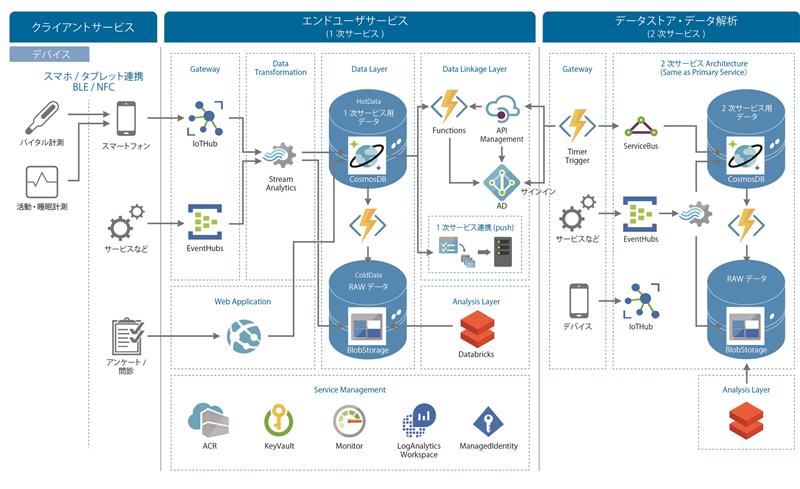 クライアントサービス
デバイス
スマホ / タブレット連携
BLE / NFC
バイタル計測
スマートフォン
活動・睡眠計測
サービスなど
アンケート /
問診
エンドユーザサービス
(1 次サービス)
Gateway
IoTHub
EventHubs
Data
Transformation
Stream
Analytics
Data Layer
HotData
1 次サービス用
データ
CosmosDB
ColdData
RAW データ
BlobStorage
Data Linkage Layer
Functions
API
Management
AD
サインイン
1 次サービス連携 (push)
Web Application
Analysis Layer
Databricks
Service Management
ACR
KeyVault
Monitor
LogAnalytics
Workspace
ManagedIdentity
データストア・データ解析
(2 次サービス)
Gateway
Timer
Trigger
サービスなど
デバイス
2 次サービス Architecture
(Same as Primary Service)
ServiceBus
EventHubs
IoTHub
2 次サービス用
データ
CosmosDB
RAW データ
BlobStorage
Analysis Layer